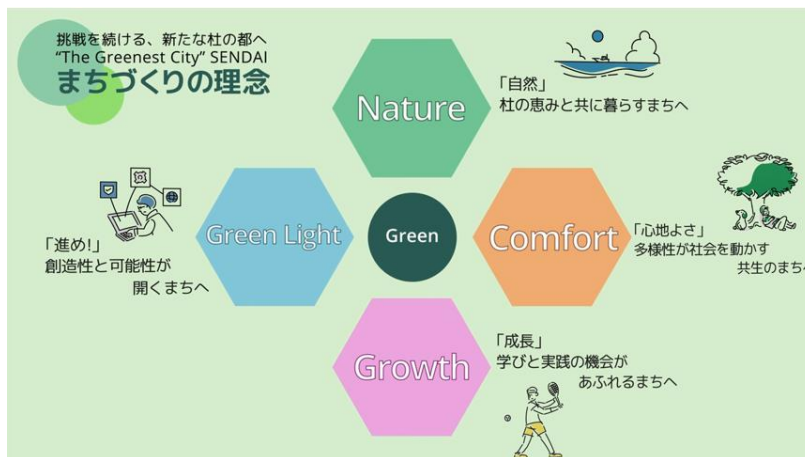 挑戦を続ける、新たな杜の都へ
“The Greenest City” SENDAI
まちづくりの理念
Nature
「自然」
杜の恵みと共に暮らすまちへ
Green Light
「進め!」
創造性と可能性が
開くまちへ
Green
Comfort
「心地よさ」
多様性が社会を動かす
共生のまちへ
Growth
「成長」
学びと実践の機会が
あふれるまちへ